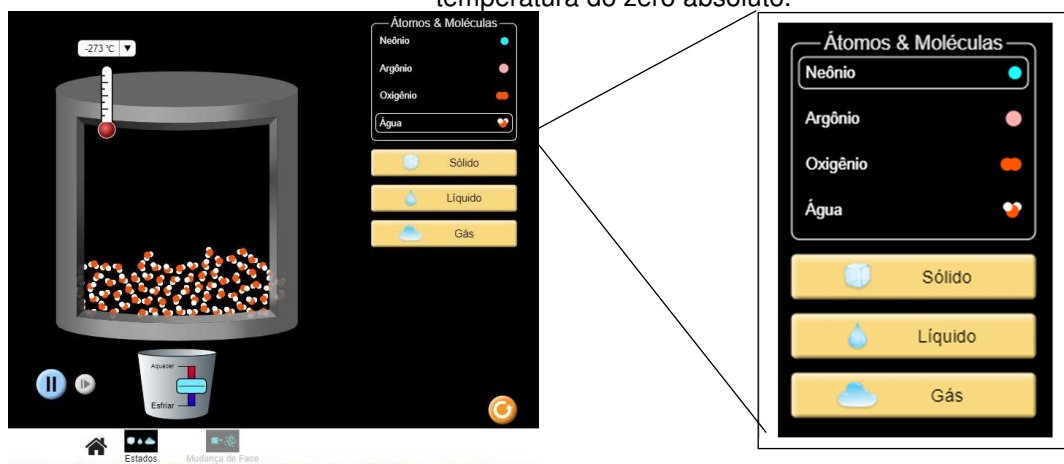 temperatura do zero absoluto.
-273 °C
Átomos & Moléculas
Neônio
Argônio
Oxigênio
Água
Sólido
Líquido
Gás
Aquecer
Esfriar
Estados
Mudança de Fase
Átomos & Moléculas
Neônio
Argônio
Oxigênio
Água
Sólido
Líquido
Gás